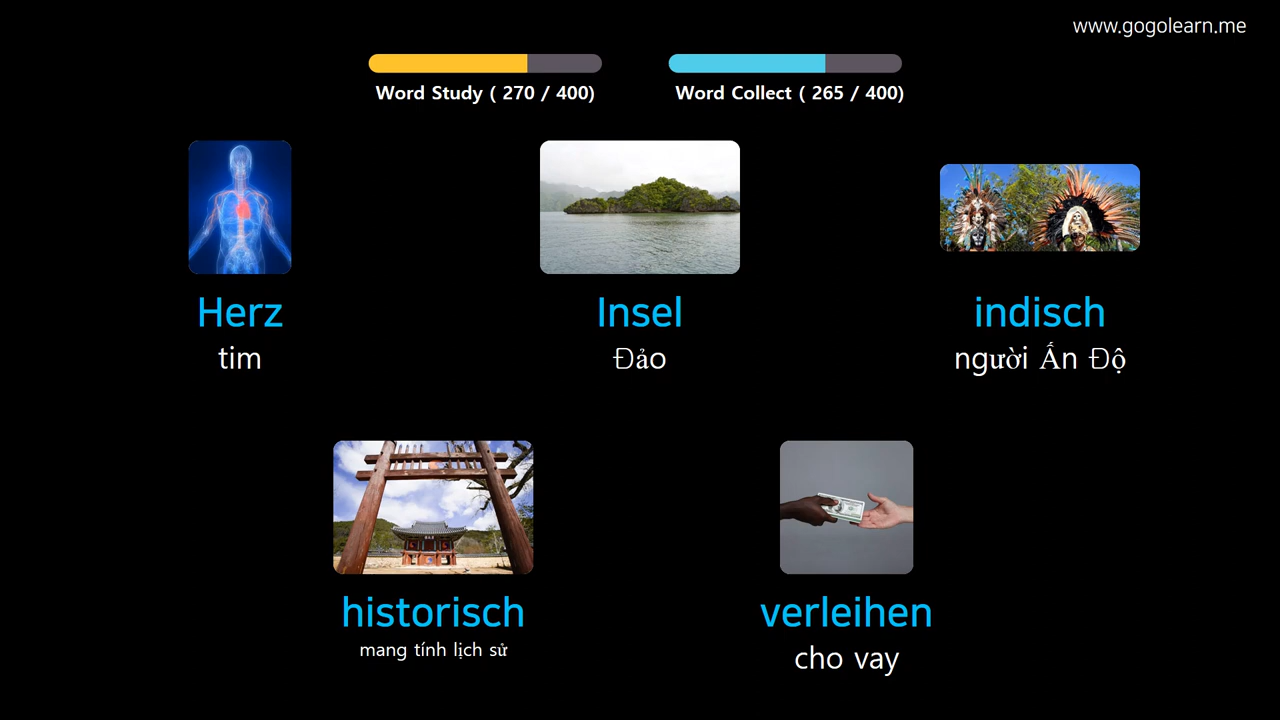 www.gogolearn.me
Word Study ( 270 / 400)
Word Collect ( 265 / 400)
Herz
tim
Insel
Đảo
indisch
người Ấn Độ
historisch
mang tính lịch sử
verleihen
cho vay